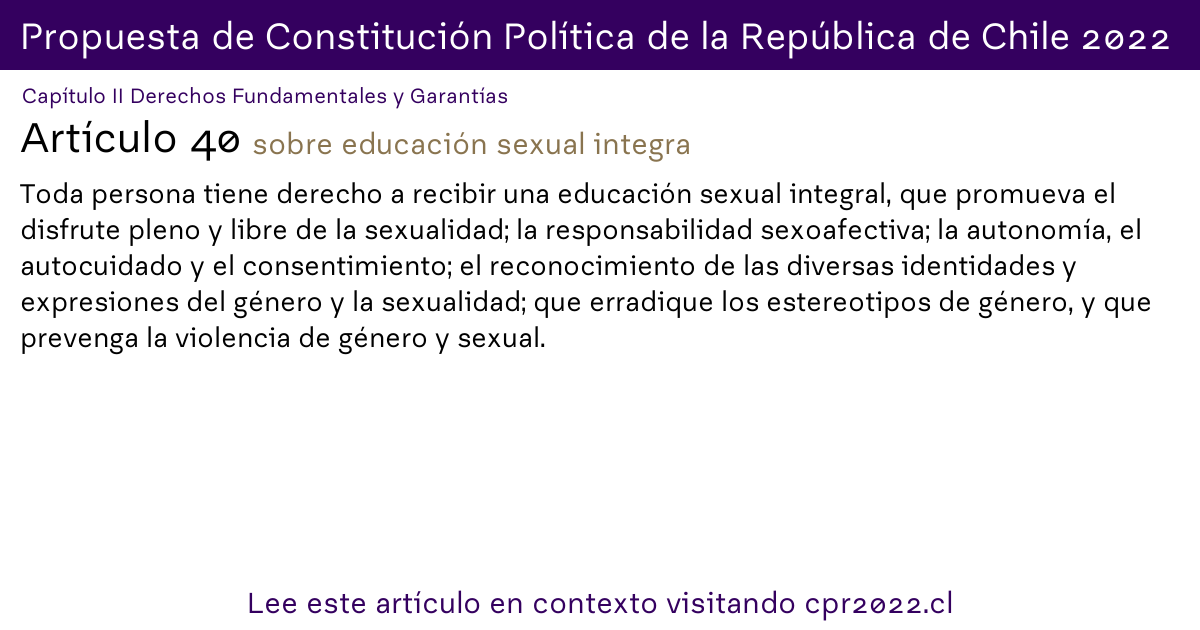 Propuesta de Constitución Política de la República de Chile 2022
Capítulo II Derechos Fundamentales y Garantías
Artículo 40 sobre educación sexual integra
Toda persona tiene derecho a recibir una educación sexual integral, que promueva el
disfrute pleno y libre de la sexualidad; la responsabilidad sexoafectiva; la autonomía, el
autocuidado y el consentimiento; el reconocimiento de las diversas identidades y
expresiones del género y la sexualidad; que erradique los estereotipos de género, y que
prevenga la violencia de género y sexual.
Lee este artículo en contexto visitando cpr2022.cl